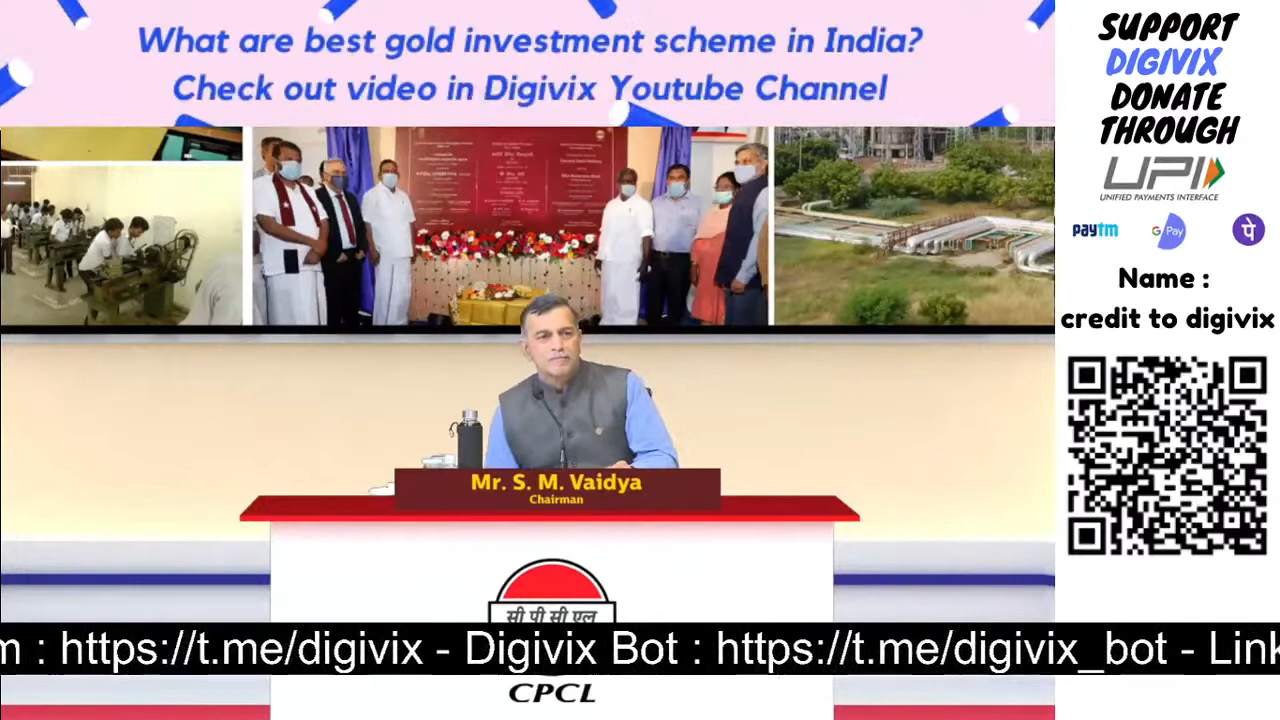 What are best gold investment scheme in India?
Check out video in Digivix Youtube Channel
SUPPORT
DIGIVIX
DONATE
THROUGH
UPI
UNIFIED PAYMENTS INTERFACE
paytm
G Pay
पे
Name :
credit to digivix
Mr. S. M. Vaidya
Chairman
सी पी सी एल
m : https://t.me/digivix - Digivix Bot : https://t.me/digivix_bot - Link
CPCL